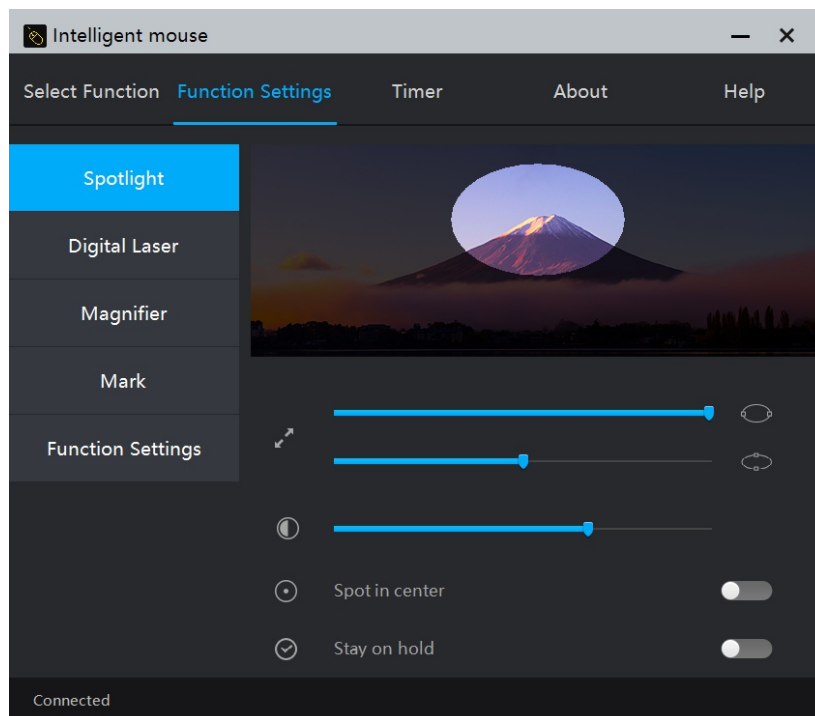 Intelligent mouse
Select Function Function Settings Timer About Help
Spotlight
Digital Laser
Magnifier
Mark
Function Settings
Spot in center
Stay on hold
Connected